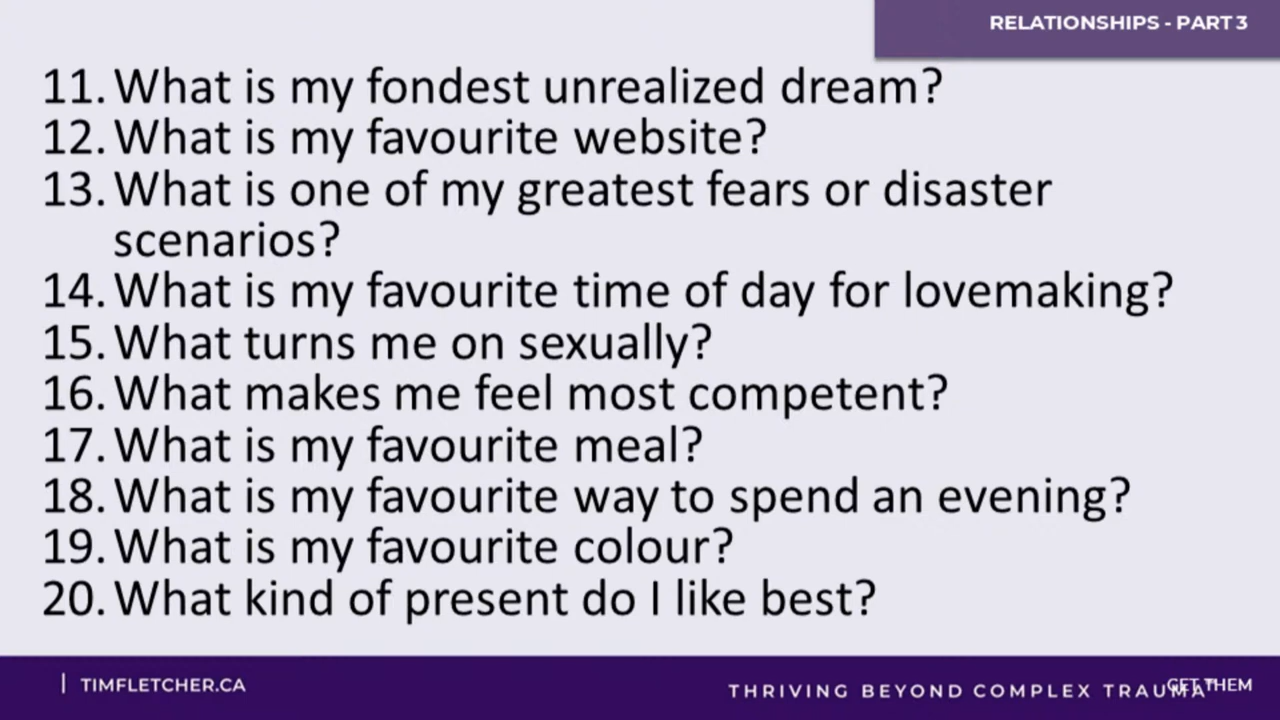 RELATIONSHIPS - PART 3
11. What is my fondest unrealized dream?
12. What is my favourite website?
13. What is one of my greatest fears or disaster
scenarios?
14. What is my favourite time of day for lovemaking?
15. What turns me on sexually?
16. What makes me feel most competent?
17. What is my favourite meal?
18. What is my favourite way to spend an evening?
19. What is my favourite colour?
20. What kind of present do I like best?
| TIMFLETCHER.CA
THRIVING BEYOND COMPLEX TRAUMA
GET THEM